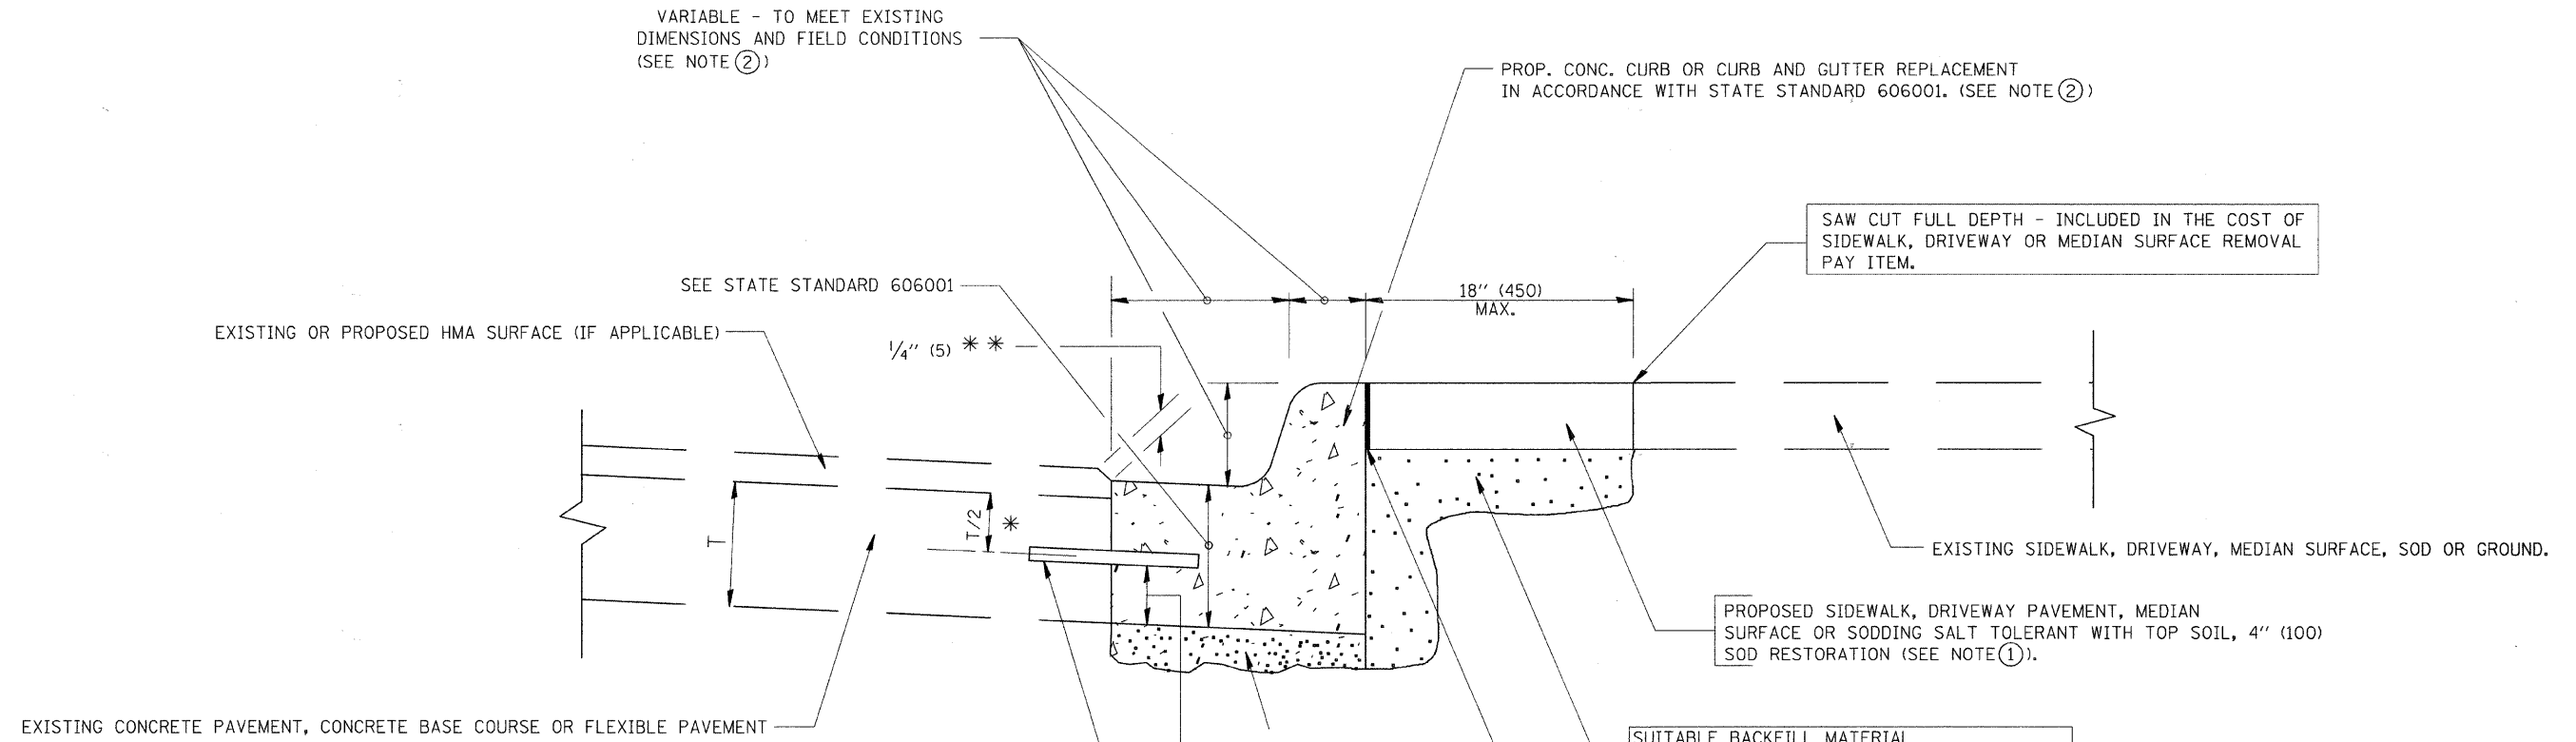 VARIABLE - TO MEET EXISTING
DIMENSIONS AND FIELD CONDITIONS
(SEE NOTE 2)
PROP. CONC. CURB OR CURB AND GUTTER REPLACEMENT
IN ACCORDANCE WITH STATE STANDARD 606001. (SEE NOTE 2)
SAW CUT FULL DEPTH - INCLUDED IN THE COST OF
SIDEWALK, DRIVEWAY OR MEDIAN SURFACE REMOVAL
PAY ITEM.
SEE STATE STANDARD 606001
18" (450)
MAX.
EXISTING OR PROPOSED HMA SURFACE (IF APPLICABLE)
1/4" (5) * *
T
T/2 *
EXISTING SIDEWALK, DRIVEWAY, MEDIAN SURFACE, SOD OR GROUND.
PROPOSED SIDEWALK, DRIVEWAY PAVEMENT, MEDIAN
SURFACE OR SODDING SALT TOLERANT WITH TOP SOIL, 4" (100)
SOD RESTORATION (SEE NOTE 1).
EXISTING CONCRETE PAVEMENT, CONCRETE BASE COURSE OR FLEXIBLE PAVEMENT
SUITABLE BACKFILL MATERIAL